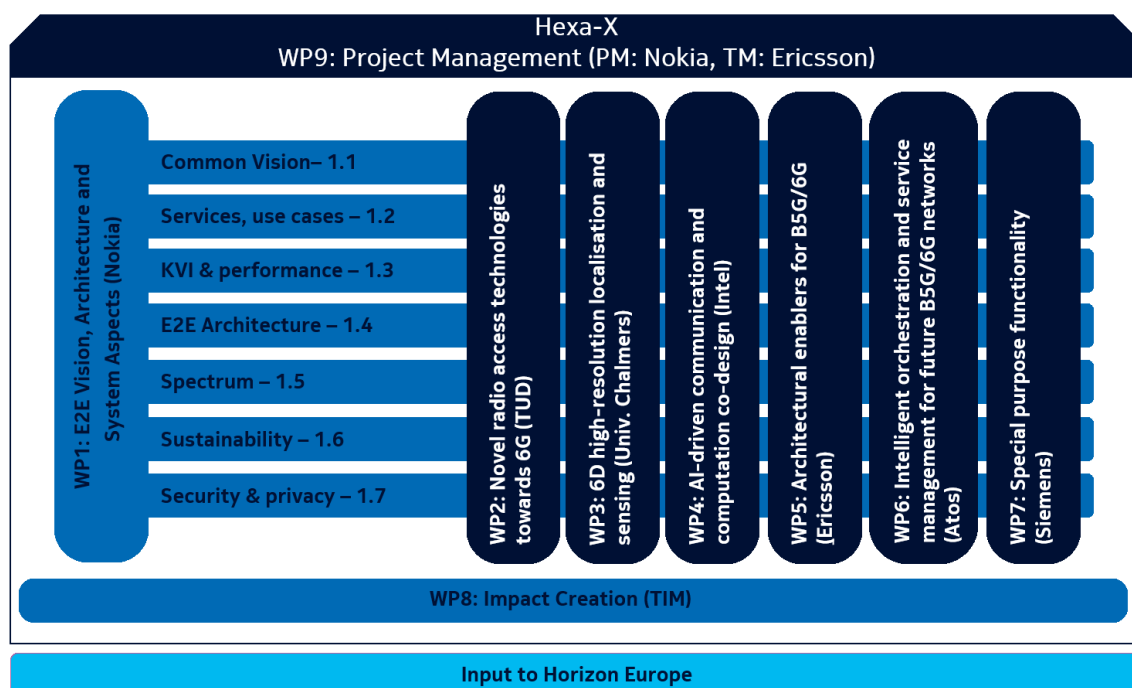 Hexa-X
WP9: Project Management (PM: Nokia, TM: Ericsson)
WP1: E2E Vision, Architecture and
System Aspects (Nokia)
Common Vision– 1.1
Services, use cases – 1.2
KVI & performance – 1.3
E2E Architecture – 1.4
Spectrum – 1.5
Sustainability – 1.6
Security & privacy – 1.7
WP2: Novel radio access technologies
towards 6G (TUD)
WP3: 6D high-resolution localisation and
sensing (Univ. Chalmers)
WP4: AI-driven communication and
computation co-design (Intel)
WP5: Architectural enablers for B5G/6G
(Ericsson)
WP6: Intelligent orchestration and service
management for future B5G/6G networks
(Atos)
WP7: Special purpose functionality
(Siemens)
WP8: Impact Creation (TIM)
Input to Horizon Europe